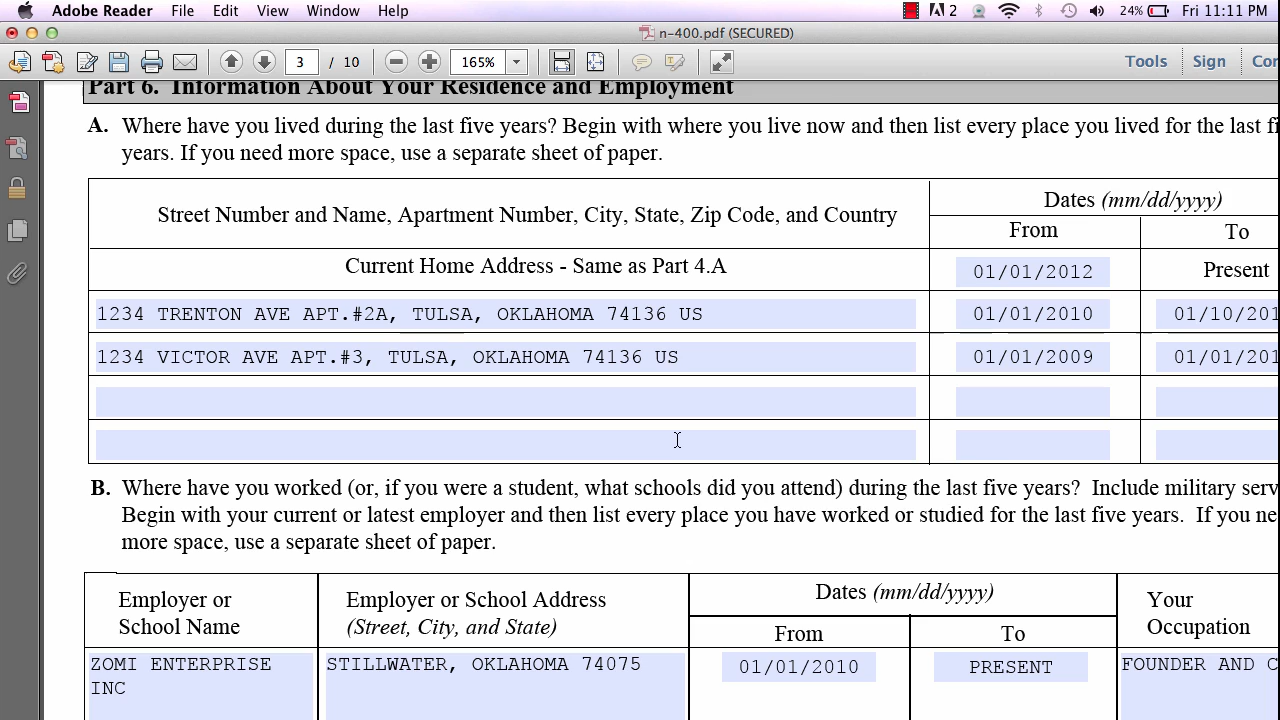 Adobe Reader File Edit View Window Help 2 24% Fri 11:11 PM
n-400.pdf (SECURED)
3 / 10 165% Tools Sign
Part 6. Information About Your Residence and Employment
A. Where have you lived during the last five years? Begin with where you live now and then list every place you lived for the last
years. If you need more space, use a separate sheet of paper.
Street Number and Name, Apartment Number, City, State, Zip Code, and Country
Dates (mm/dd/yyyy)
From To
Current Home Address - Same as Part 4.A 01/01/2012 Present
1234 TRENTON AVE APT.#2A, TULSA, OKLAHOMA 74136 US 01/01/2010 01/10/201
1234 VICTOR AVE APT.#3, TULSA, OKLAHOMA 74136 US 01/01/2009 01/01/201
B. Where have you worked (or, if you were a student, what schools did you attend) during the last five years? Include military serv
Begin with your current or latest employer and then list every place you have worked or studied for the last five years. If you ne
more space, use a separate sheet of paper.
Employer or
School Name
Employer or School Address
(Street, City, and State)
Dates (mm/dd/yyyy)
From To
Your
Occupation
ZOMI ENTERPRISE
INC
STILLWATER, OKLAHOMA 74075 01/01/2010 PRESENT FOUNDER AND